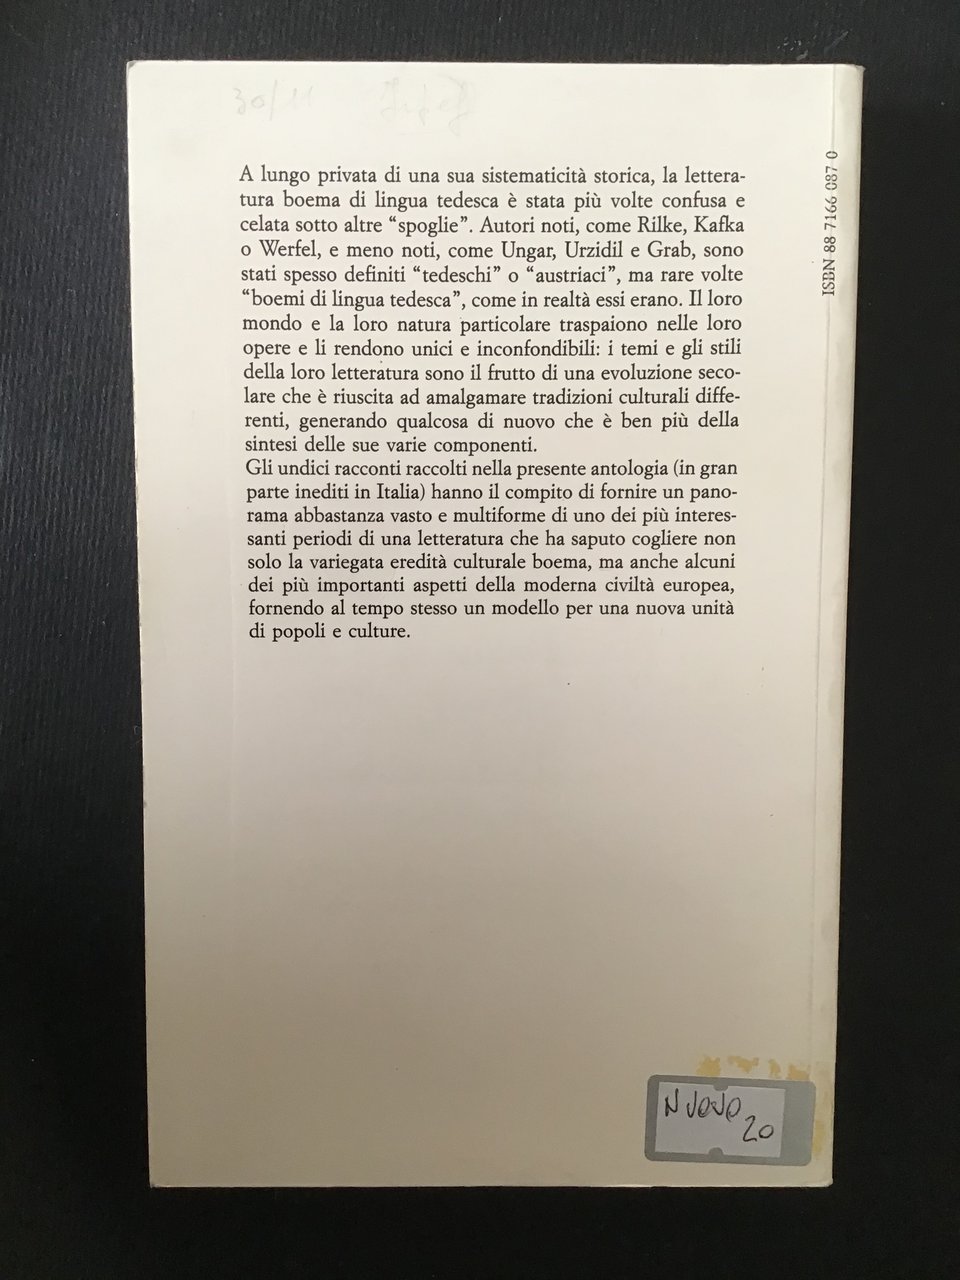 30/11
A lungo privata di una sua sistematicità storica, la lettera-
tura boema di lingua tedesca è stata più volte confusa e
celata sotto altre “spoglie”. Autori noti, come Rilke, Kafka
o Werfel, e meno noti, come Ungar, Urzidil e Grab, sono
stati spesso definiti “tedeschi” o “austriaci”, ma rare volte
“boemi di lingua tedesca”, come in realtà essi erano. Il loro
mondo e la loro natura particolare traspaiono nelle loro
opere e li rendono unici e inconfondibili: i temi e gli stili
della loro letteratura sono il frutto di una evoluzione seco-
lare che è riuscita ad amalgamare tradizioni culturali diffe-
renti, generando qualcosa di nuovo che è ben più della
sintesi delle sue varie componenti.
Gli undici racconti raccolti nella presente antologia (in gran
parte inediti in Italia) hanno il compito di fornire un pano-
rama abbastanza vasto e multiforme di uno dei più interes-
santi periodi di una letteratura che ha saputo cogliere non
solo la variegata eredità culturale boema, ma anche alcuni
dei più importanti aspetti della moderna civiltà europea,
fornendo al tempo stesso un modello per una nuova unità
di popoli e culture.
ISBN 88 7166 087 0
NUOVO
20